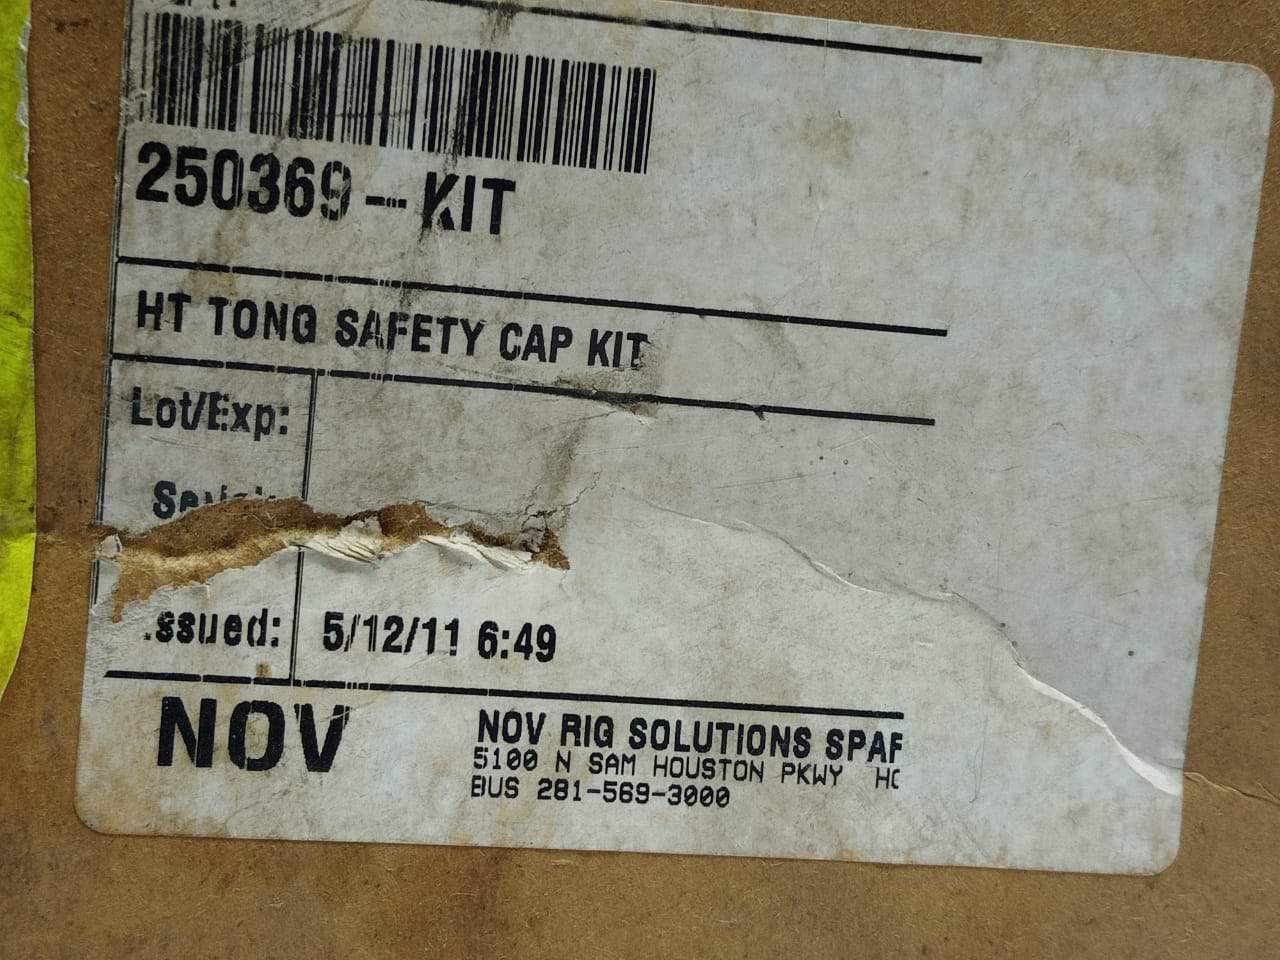 250369-KIT
HT TONG SAFETY CAP KIT
Lot/Exp:
5/12/11 6:49
NOV
NOV RIG SOLUTIONS
5100 N SAM HOUSTON PKWY
BUS 281-569-3000